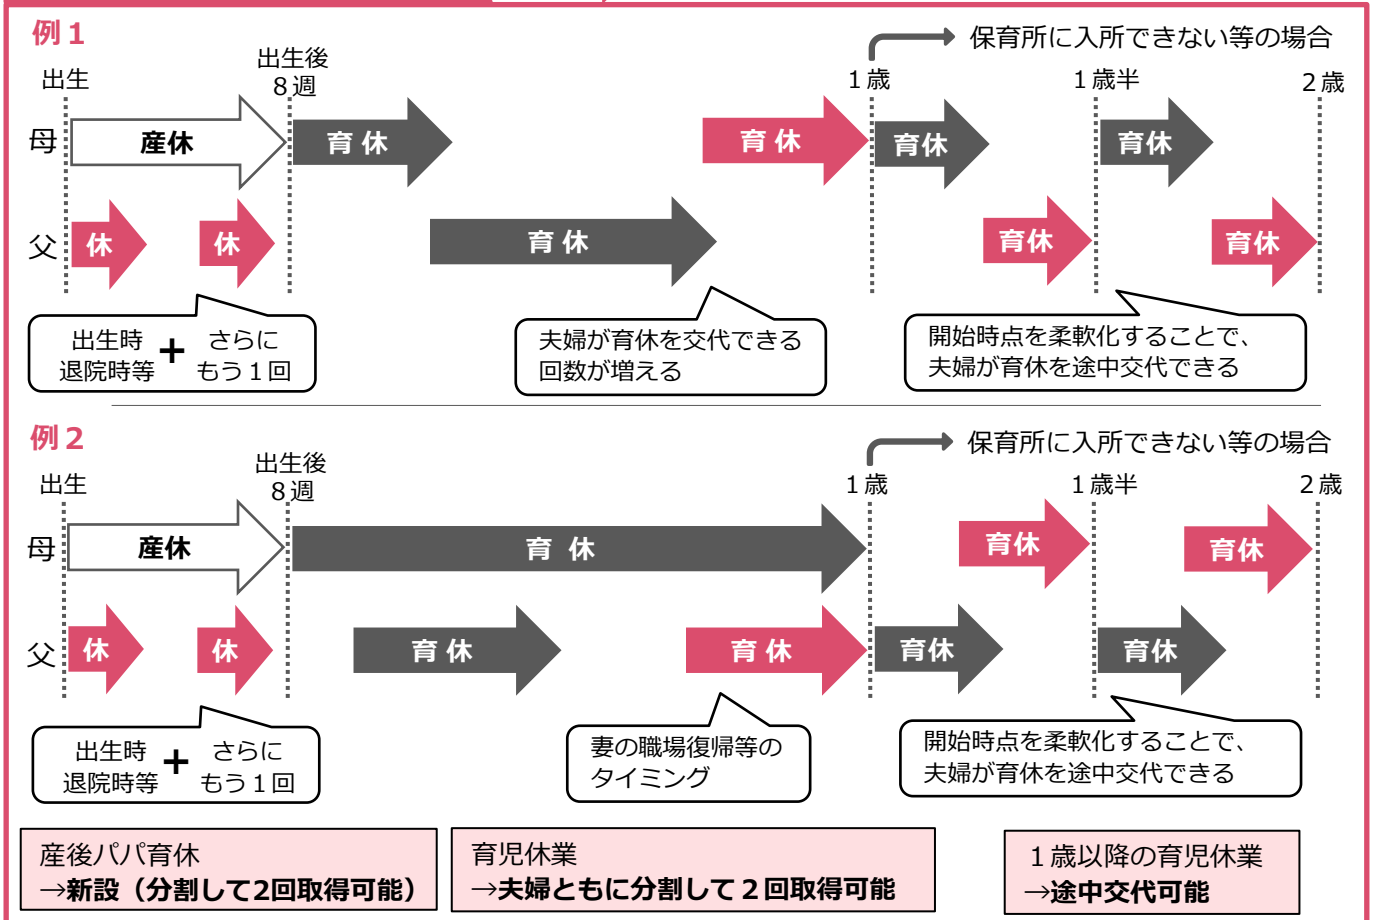 例１
保育所に入所できない等の場合
出生
出生後
８週
１歳
１歳半
２歳
母
産休
育休
育休
育休
育休
父
休
休
育休
育休
育休
出生時
退院時等
＋
さらに
もう１回
夫婦が育休を交代できる
回数が増える
開始時点を柔軟化することで、
夫婦が育休を途中交代できる
例２
保育所に入所できない等の場合
出生
出生後
８週
１歳
１歳半
２歳
母
産休
育休
育休
育休
父
休
休
育休
育休
育休
育休
出生時
退院時等
＋
さらに
もう１回
妻の職場復帰等の
タイミング
開始時点を柔軟化することで、
夫婦が育休を途中交代できる
産後パパ育休
→新設（分割して2回取得可能）
育児休業
→夫婦ともに分割して２回取得可能
１歳以降の育児休業
→途中交代可能